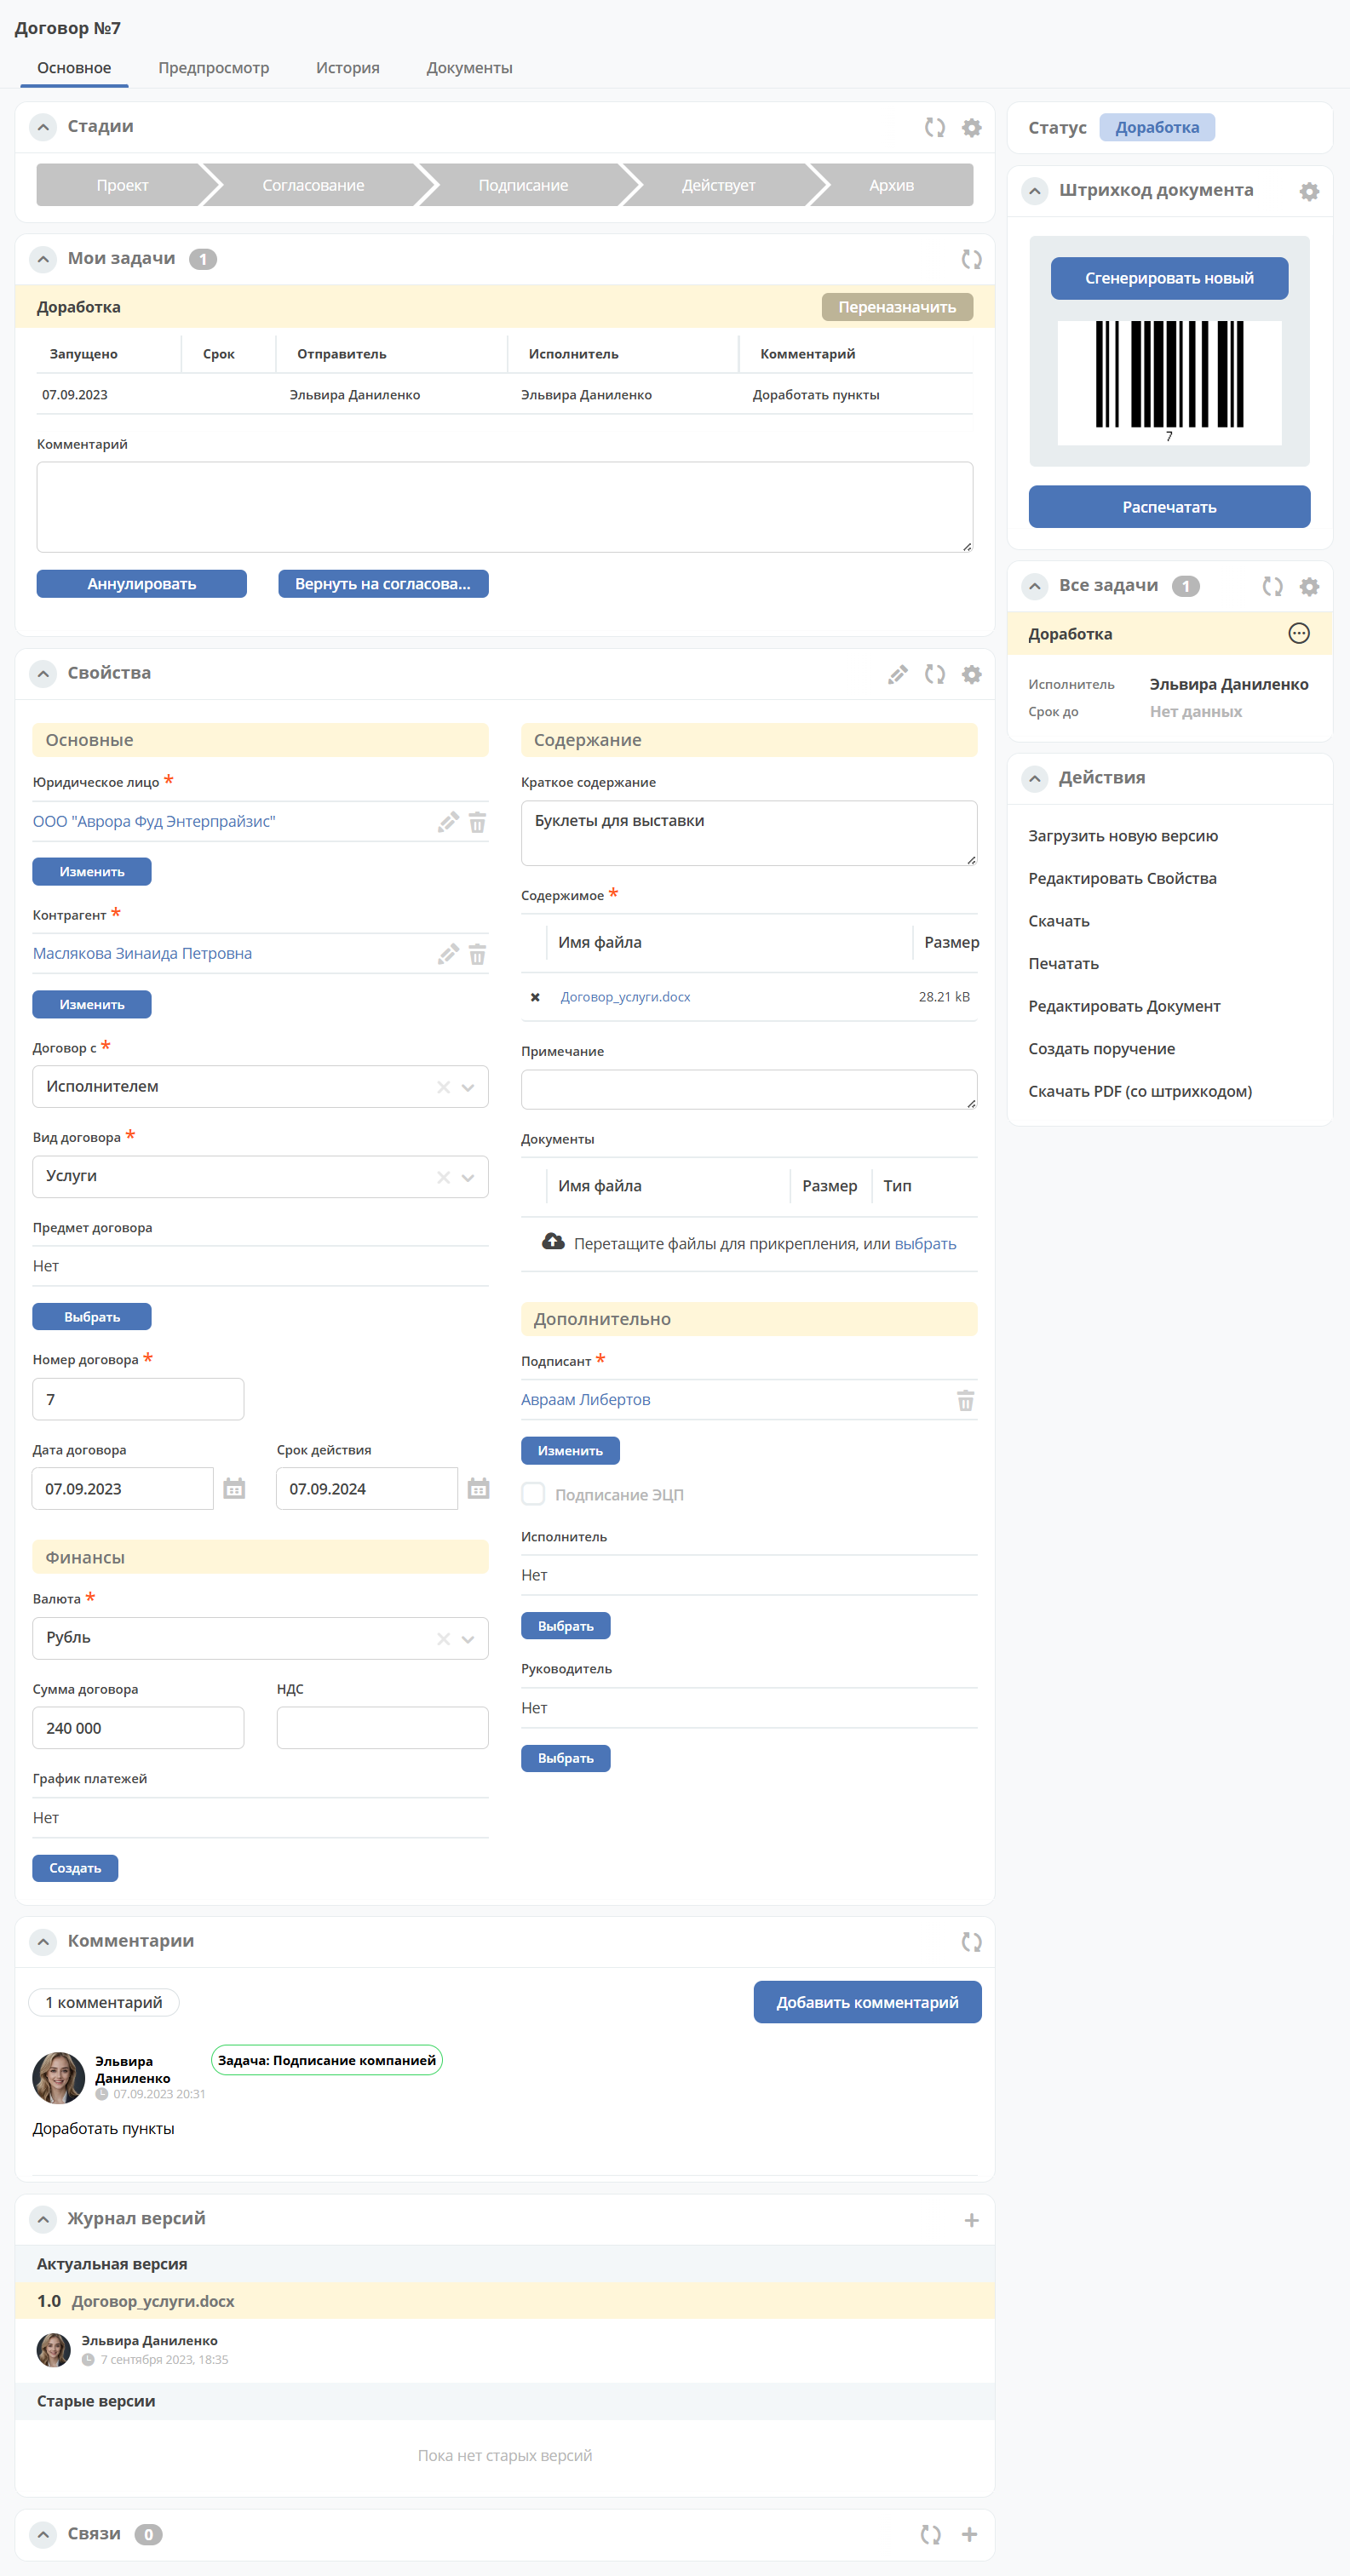 Договор №7
Основное
Предпросмотр
История
Документы
Стадии
Проект
Согласование
Подписание
Действует
Архив
Мои задачи 1
Доработка
Переназначить
Запущено Срок Отправитель Исполнитель Комментарий
07.09.2023 Эльвира Даниленко Эльвира Даниленко Доработать пункты
Комментарий
Аннулировать
Вернуть на согласова...
Свойства
Основные
Юридическое лицо *
ООО "Аврора Фуд Энтерпрайзис"
Изменить
Контрагент *
Маслякова Зинаида Петровна
Изменить
Договор с *
Исполнителем
Вид договора *
Услуги
Предмет договора
Нет
Выбрать
Номер договора *
7
Дата договора Срок действия
07.09.2023 07.09.2024
Финансы
Валюта *
Рубль
Сумма договора НДС
240 000
График платежей
Нет
Создать
Содержание
Краткое содержание
Буклеты для выставки
Содержимое *
Имя файла Размер
Договор_услуги.docx 28.21 kB
Примечание
Документы
Имя файла Размер Тип
Перетащите файлы для прикрепления, или выбрать
Дополнительно
Подписант *
Авраам Либертов
Изменить
Подписание ЭЦП
Исполнитель
Нет
Выбрать
Руководитель
Нет
Выбрать
Комментарии
1 комментарий
Добавить комментарий
Эльвира
Даниленко
07.09.2023 20:31
Задача: Подписание компанией
Доработать пункты
Журнал версий
Актуальная версия
1.0 Договор_услуги.docx
Эльвира Даниленко
7 сентября 2023, 18:35
Старые версии
Пока нет старых версий
Связи 0
Статус Доработка
Штрихкод документа
Сгенерировать новый
7
Распечатать
Все задачи 1
Доработка
Исполнитель Эльвира Даниленко
Срок до Нет данных
Действия
Загрузить новую версию
Редактировать Свойства
Скачать
Печатать
Редактировать Документ
Создать поручение
Скачать PDF (со штрихкодом)